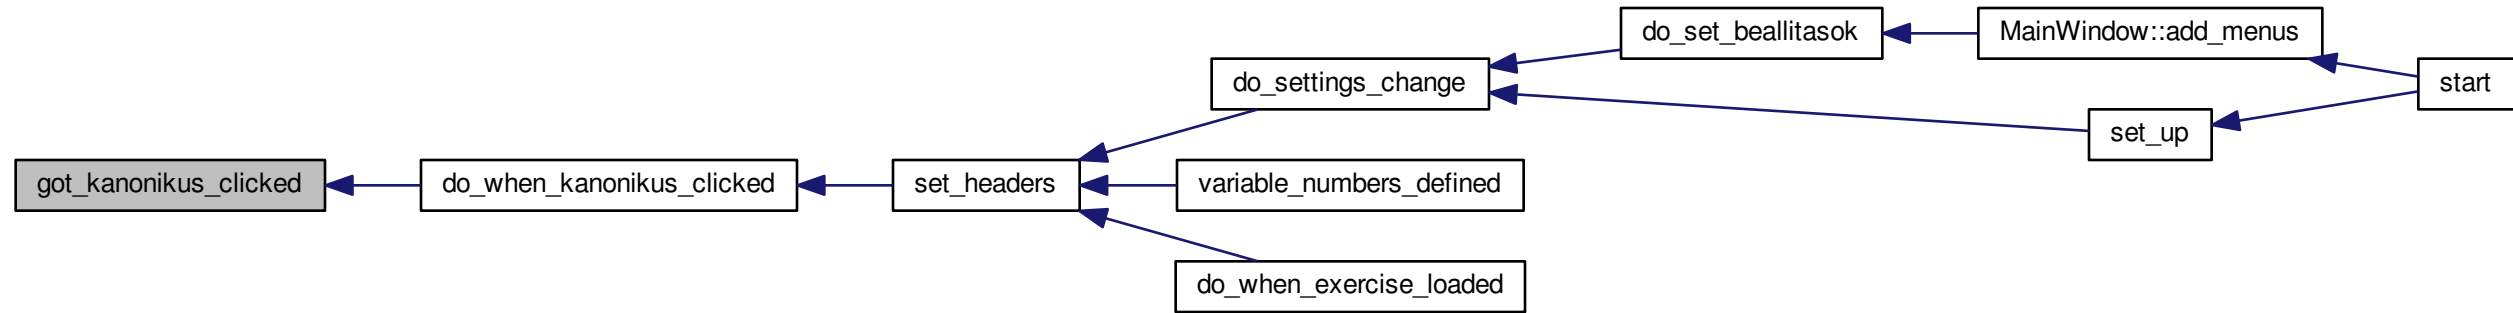 do_set_beallitasok
MainWindow::add_menus
do_settings_change
start
set_up
got_kanonikus_clicked
do_when_kanonikus_clicked
set_headers
variable_numbers_defined
do_when_exercise_loaded